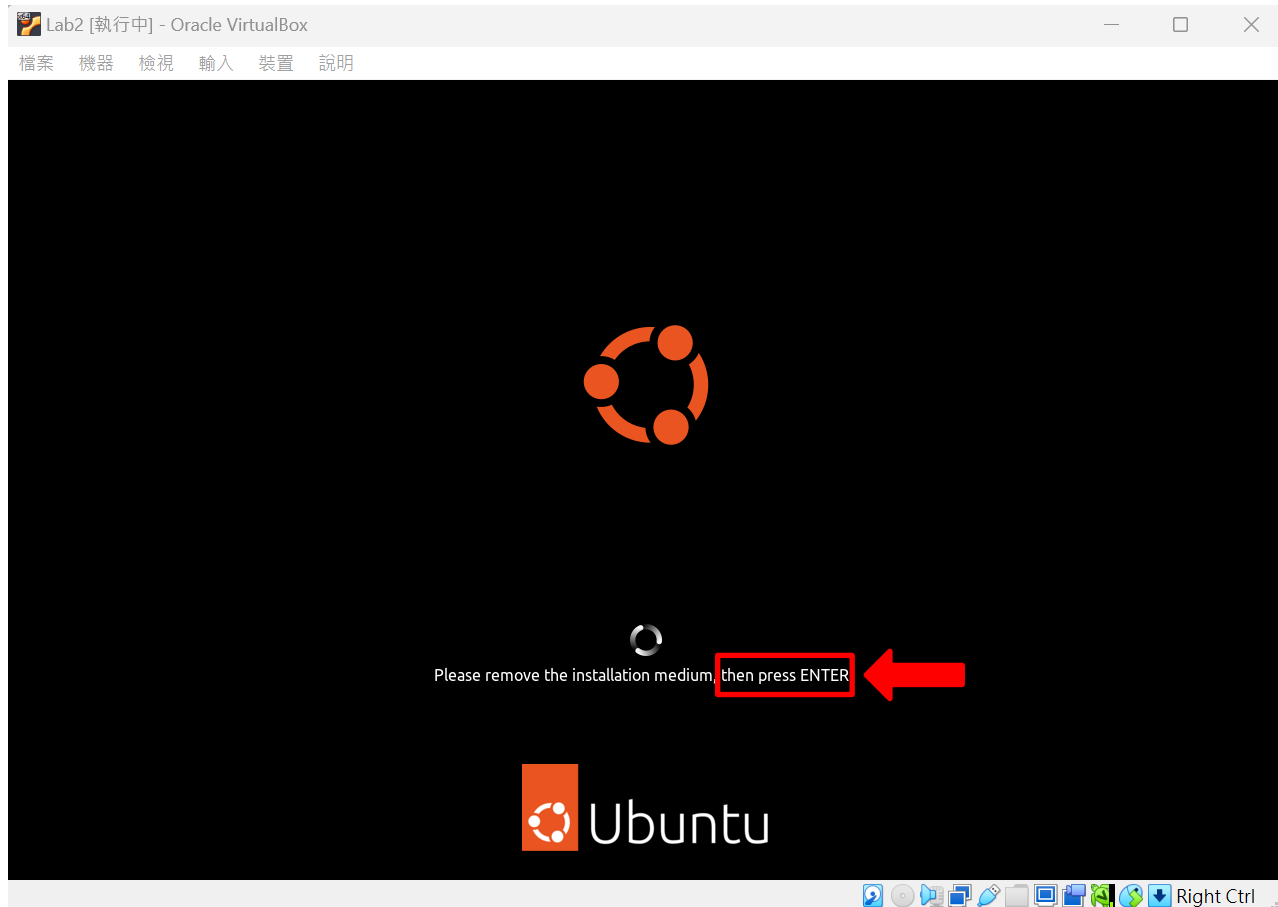 Lab2 [執行中] - Oracle VirtualBox
檔案 機器 檢視 輸入 裝置 說明
Please remove the installation medium, then press ENTER
Ubuntu
Right Ctrl